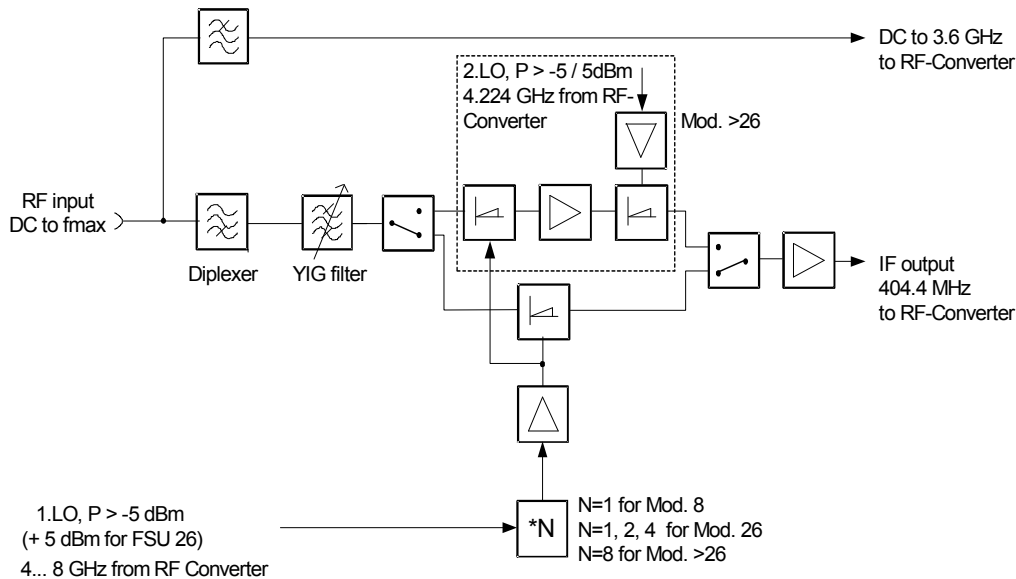 DC to 3.6 GHz
to RF-Converter
2.LO, P > -5 / 5dBm
4.224 GHz from RF-
Converter
Mod. >26
RF input
DC to fmax
Diplexer
YIG filter
IF output
404.4 MHz
to RF-Converter
1.LO, P > -5 dBm
(+ 5 dBm for FSU 26)
4... 8 GHz from RF Converter
*N
N=1 for Mod. 8
N=1, 2, 4 for Mod. 26
N=8 for Mod. >26